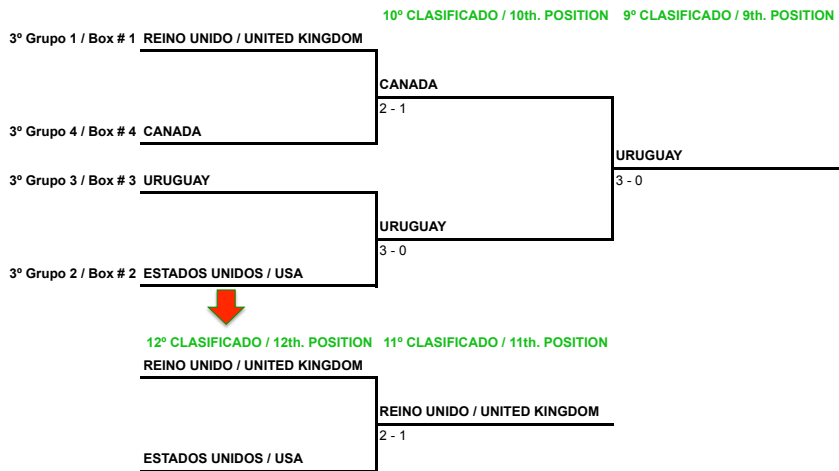 10º CLASIFICADO / 10th. POSITION 9º CLASIFICADO / 9th. POSITION
3º Grupo 1 / Box # 1 REINO UNIDO / UNITED KINGDOM
CANADA
2 - 1
3º Grupo 4 / Box # 4 CANADA
URUGUAY
3 - 0
3º Grupo 3 / Box # 3 URUGUAY
URUGUAY
3 - 0
3º Grupo 2 / Box # 2 ESTADOS UNIDOS / USA
12º CLASIFICADO / 12th. POSITION 11º CLASIFICADO / 11th. POSITION
REINO UNIDO / UNITED KINGDOM
REINO UNIDO / UNITED KINGDOM
2 - 1
ESTADOS UNIDOS / USA